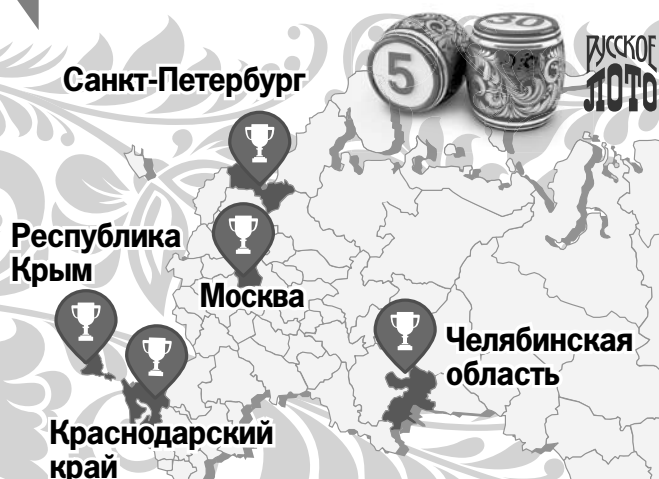 30
5
РУССКОЕ
ЛОТО
Санкт-Петербург
Республика
Крым
Москва
Челябинская
область
Краснодарский
край